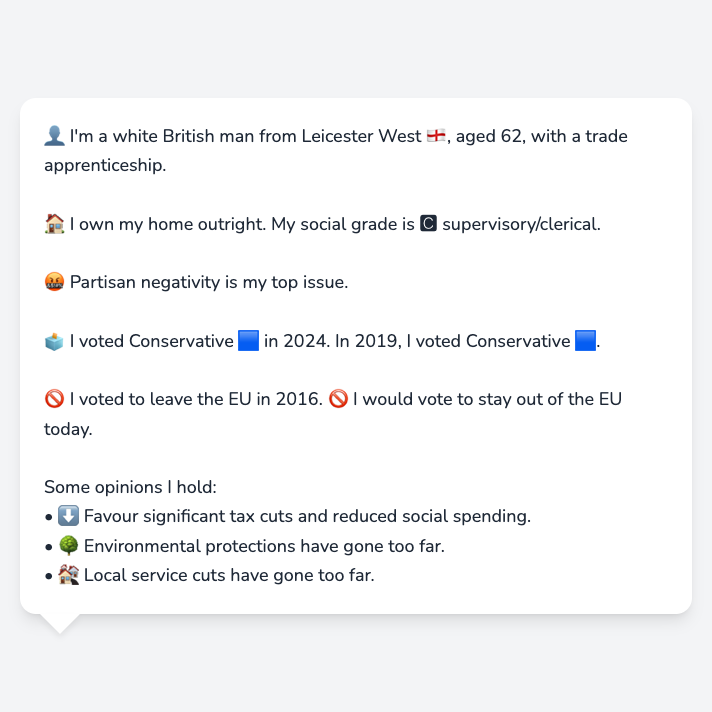 👤 I'm a white British man from Leicester West 🏴󠁧󠁢󠁥󠁮󠁧󠁿, aged 62, with a trade
apprenticeship.
🏠 I own my home outright. My social grade is 🅲 supervisory/clerical.
🤬 Partisan negativity is my top issue.
🗳️ I voted Conservative 🟦 in 2024. In 2019, I voted Conservative 🟦.
🚫 I voted to leave the EU in 2016. 🚫 I would vote to stay out of the EU
today.
Some opinions I hold:
• ⬇️ Favour significant tax cuts and reduced social spending.
• 🌳 Environmental protections have gone too far.
• 🏘️ Local service cuts have gone too far.